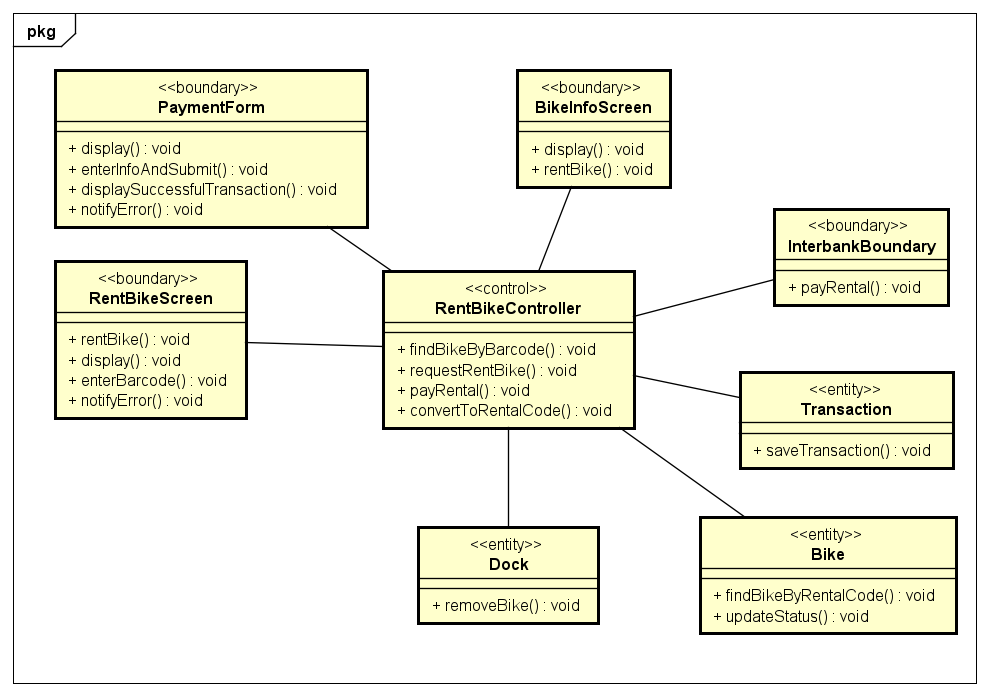 pkg
<<boundary>>
PaymentForm
+ display() : void
+ enterInfoAndSubmit() : void
+ displaySuccessfulTransaction() : void
+ notifyError() : void
<<boundary>>
BikeInfoScreen
+ display() : void
+ rentBike() : void
<<boundary>>
InterbankBoundary
+ payRental() : void
<<boundary>>
RentBikeScreen
+ rentBike() : void
+ display() : void
+ enterBarcode() : void
+ notifyError() : void
<<control>>
RentBikeController
+ findBikeByBarcode() : void
+ requestRentBike() : void
+ payRental() : void
+ convertToRentalCode() : void
<<entity>>
Transaction
+ saveTransaction() : void
<<entity>>
Dock
+ removeBike() : void
<<entity>>
Bike
+ findBikeByRentalCode() : void
+ updateStatus() : void